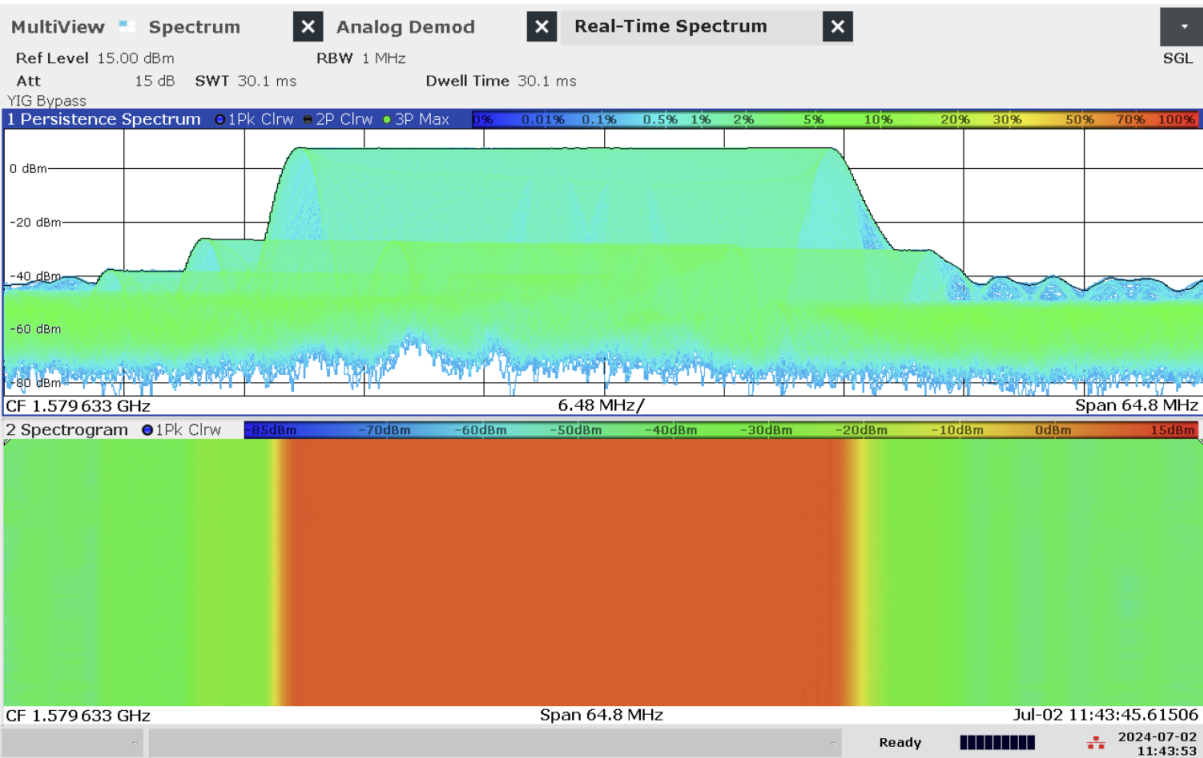 MultiView Spectrum Analog Demod Real-Time Spectrum
Ref Level 15.00 dBm RBW 1 MHz SGL
Att 15 dB SWT 30.1 ms Dwell Time 30.1 ms
YIG Bypass
1 Persistence Spectrum 1Pk Clrw 2P Clrw 3P Max 0% 0.01% 0.1% 0.5% 1% 2% 5% 10% 20% 30% 50% 70% 100%
0 dBm
-20 dBm
-40 dBm
-60 dBm
-80 dBm
CF 1.579 633 GHz 6.48 MHz/ Span 64.8 MHz
2 Spectrogram 1Pk Clrw -85dBm -70dBm -60dBm -50dBm -40dBm -30dBm -20dBm -10dBm 0dBm 15dBm
CF 1.579 633 GHz Span 64.8 MHz Jul-02 11:43:45.61506
Ready 2024-07-02
11:43:53